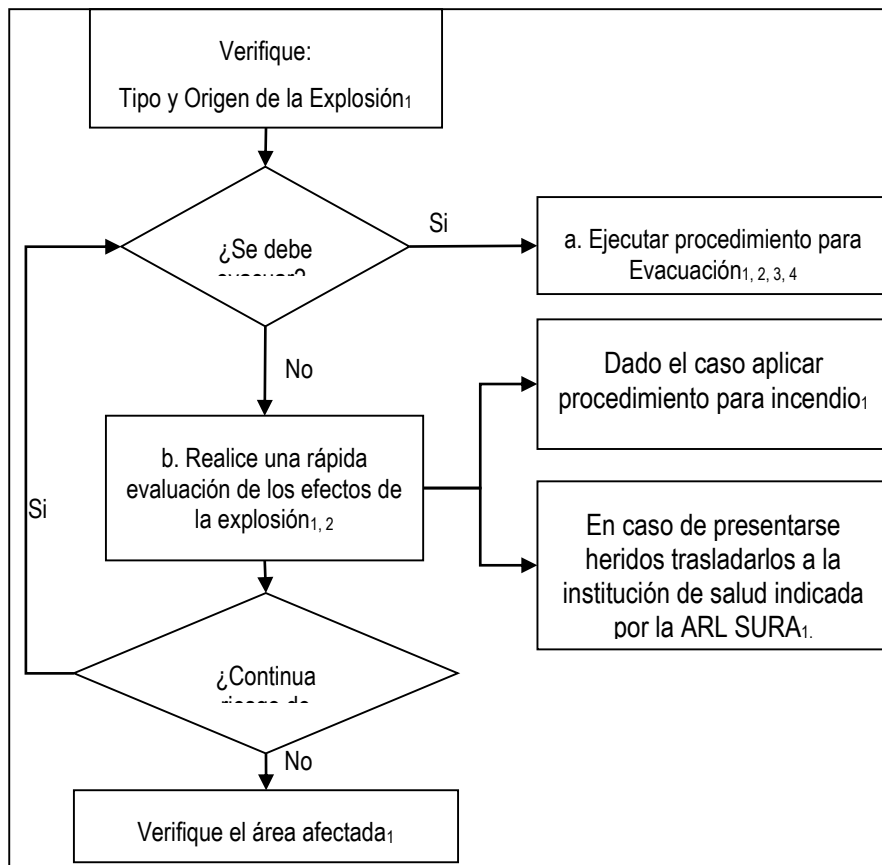 Verifique:
Tipo y Origen de la Explosión1
¿Se debe
evacuar?
Si
a. Ejecutar procedimiento para
Evacuación1, 2, 3, 4
No
Dado el caso aplicar
procedimiento para incendio1
b. Realice una rápida
evaluación de los efectos de
la explosión1, 2
Si
En caso de presentarse
heridos trasladarlos a la
institución de salud indicada
por la ARL SURA1.
¿Continua
riesgo de
No
Verifique el área afectada1